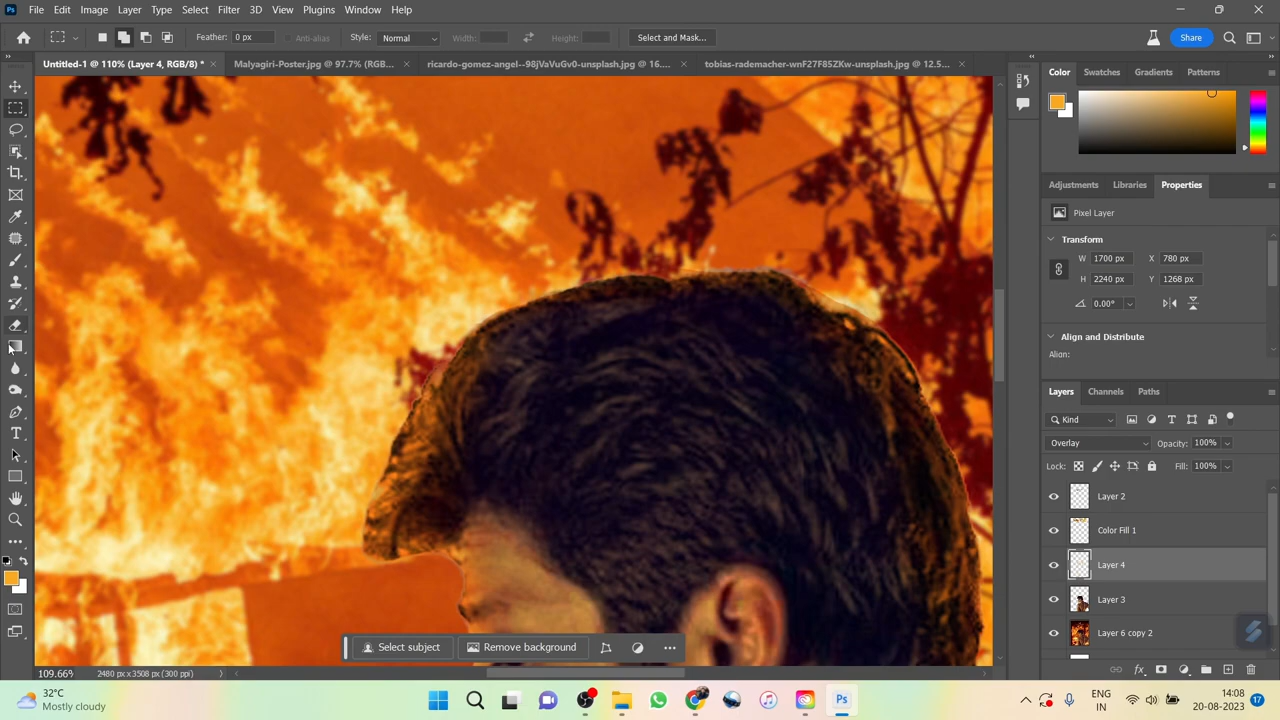 Ps File Edit Image Layer Type Select Filter 3D View Plugins Window Help
Feather: 0 px Anti-alias Style: Normal Width: Height: Select and Mask... Share
Untitled-1 @ 110% (Layer 4, RGB/8) * × Malyagiri-Poster.jpg @ 97.7% (RGB... × ricardo-gomez-angel--98jVaVuGv0-unsplash.jpg @ 16.... × tobias-rademacher-wnF27F85ZKw-unsplash.jpg @ 12.5... ×
Color Swatches Gradients Patterns
Adjustments Libraries Properties
Pixel Layer
Transform
W 1700 px X 780 px
H 2240 px Y 1268 px
0.00°
Align and Distribute
Align:
Layers Channels Paths
Kind
Overlay Opacity: 100%
Lock: Fill: 100%
Layer 2
Color Fill 1
Layer 4
Layer 3
Layer 6 copy 2
Select subject Remove background
109.66% 2480 px x 3508 px (300 ppi)
32°C
Mostly cloudy
Ps
ENG
IN
14:08
20-08-2023
17